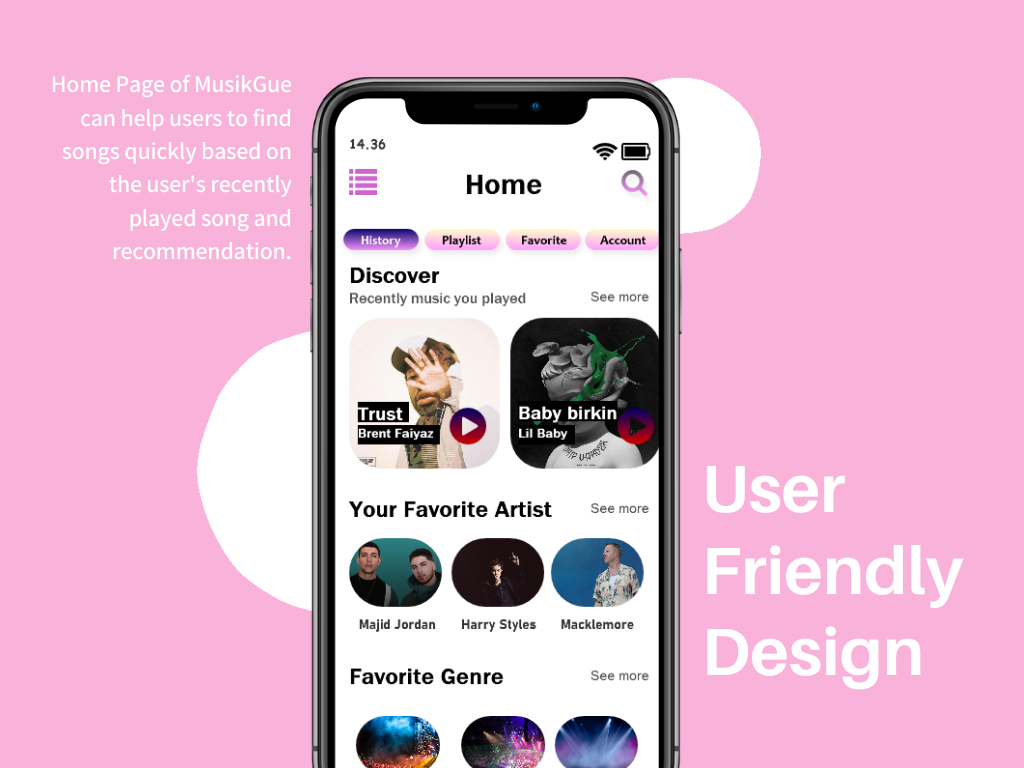 Home Page of MusikGue
can help users to find
songs quickly based on
the user's recently
played song and
recommendation.
14.36
Home
History Playlist Favorite Account
Discover
Recently music you played See more
Trust
Brent Faiyaz
Baby birkin
Lil Baby
Your Favorite Artist See more
Majid Jordan Harry Styles Macklemore
Favorite Genre See more
User
Friendly
Design